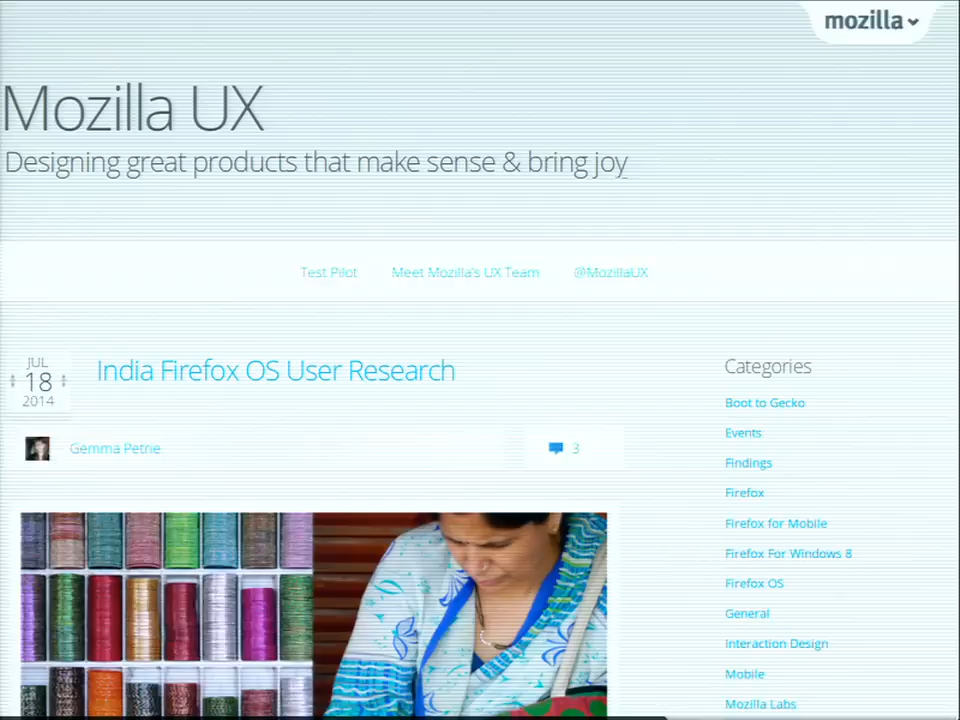 mozilla
Mozilla UX
Designing great products that make sense & bring joy
Test Pilot Meet Mozilla's UX Team @MozillaUX
JUL
18
2014
India Firefox OS User Research
Gemma Petrie
3
Categories
Boot to Gecko
Events
Findings
Firefox
Firefox for Mobile
Firefox For Windows 8
Firefox OS
General
Interaction Design
Mobile
Mozilla Labs